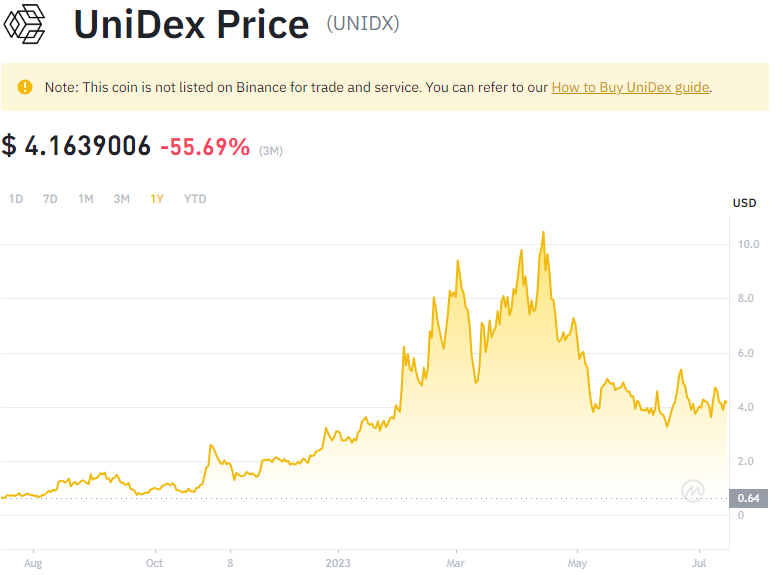 UniDex Price (UNIDX)
Note: This coin is not listed on Binance for trade and service. You can refer to our How to Buy UniDex guide.
$ 4.1639006 -55.69% (3M)
1D 7D 1M 3M 1Y YTD
USD
10.0
8.0
6.0
4.0
2.0
0.64
0
Aug Oct 8 2023 Mar May Jul